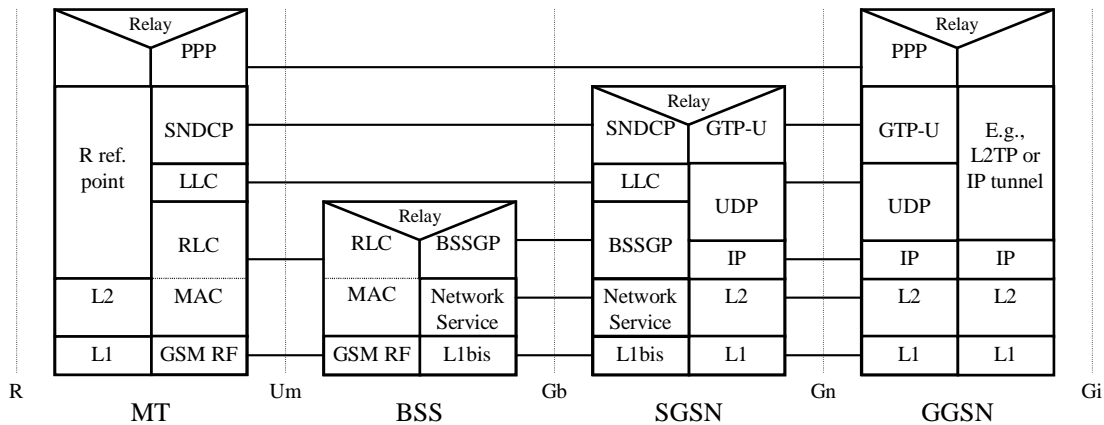 Relay
PPP
R ref.
point
SNDCP
LLC
RLC
L2
MAC
L1
GSM RF
Relay
RLC
BSSGP
MAC
Network
Service
GSM RF
L1bis
Relay
SNDCP
GTP-U
LLC
UDP
BSSGP
IP
Network
Service
L2
L1bis
L1
Relay
PPP
GTP-U
E.g.,
L2TP or
IP tunnel
UDP
IP
IP
L2
L2
L1
L1
R
Um
Gb
Gn
Gi
MT
BSS
SGSN
GGSN